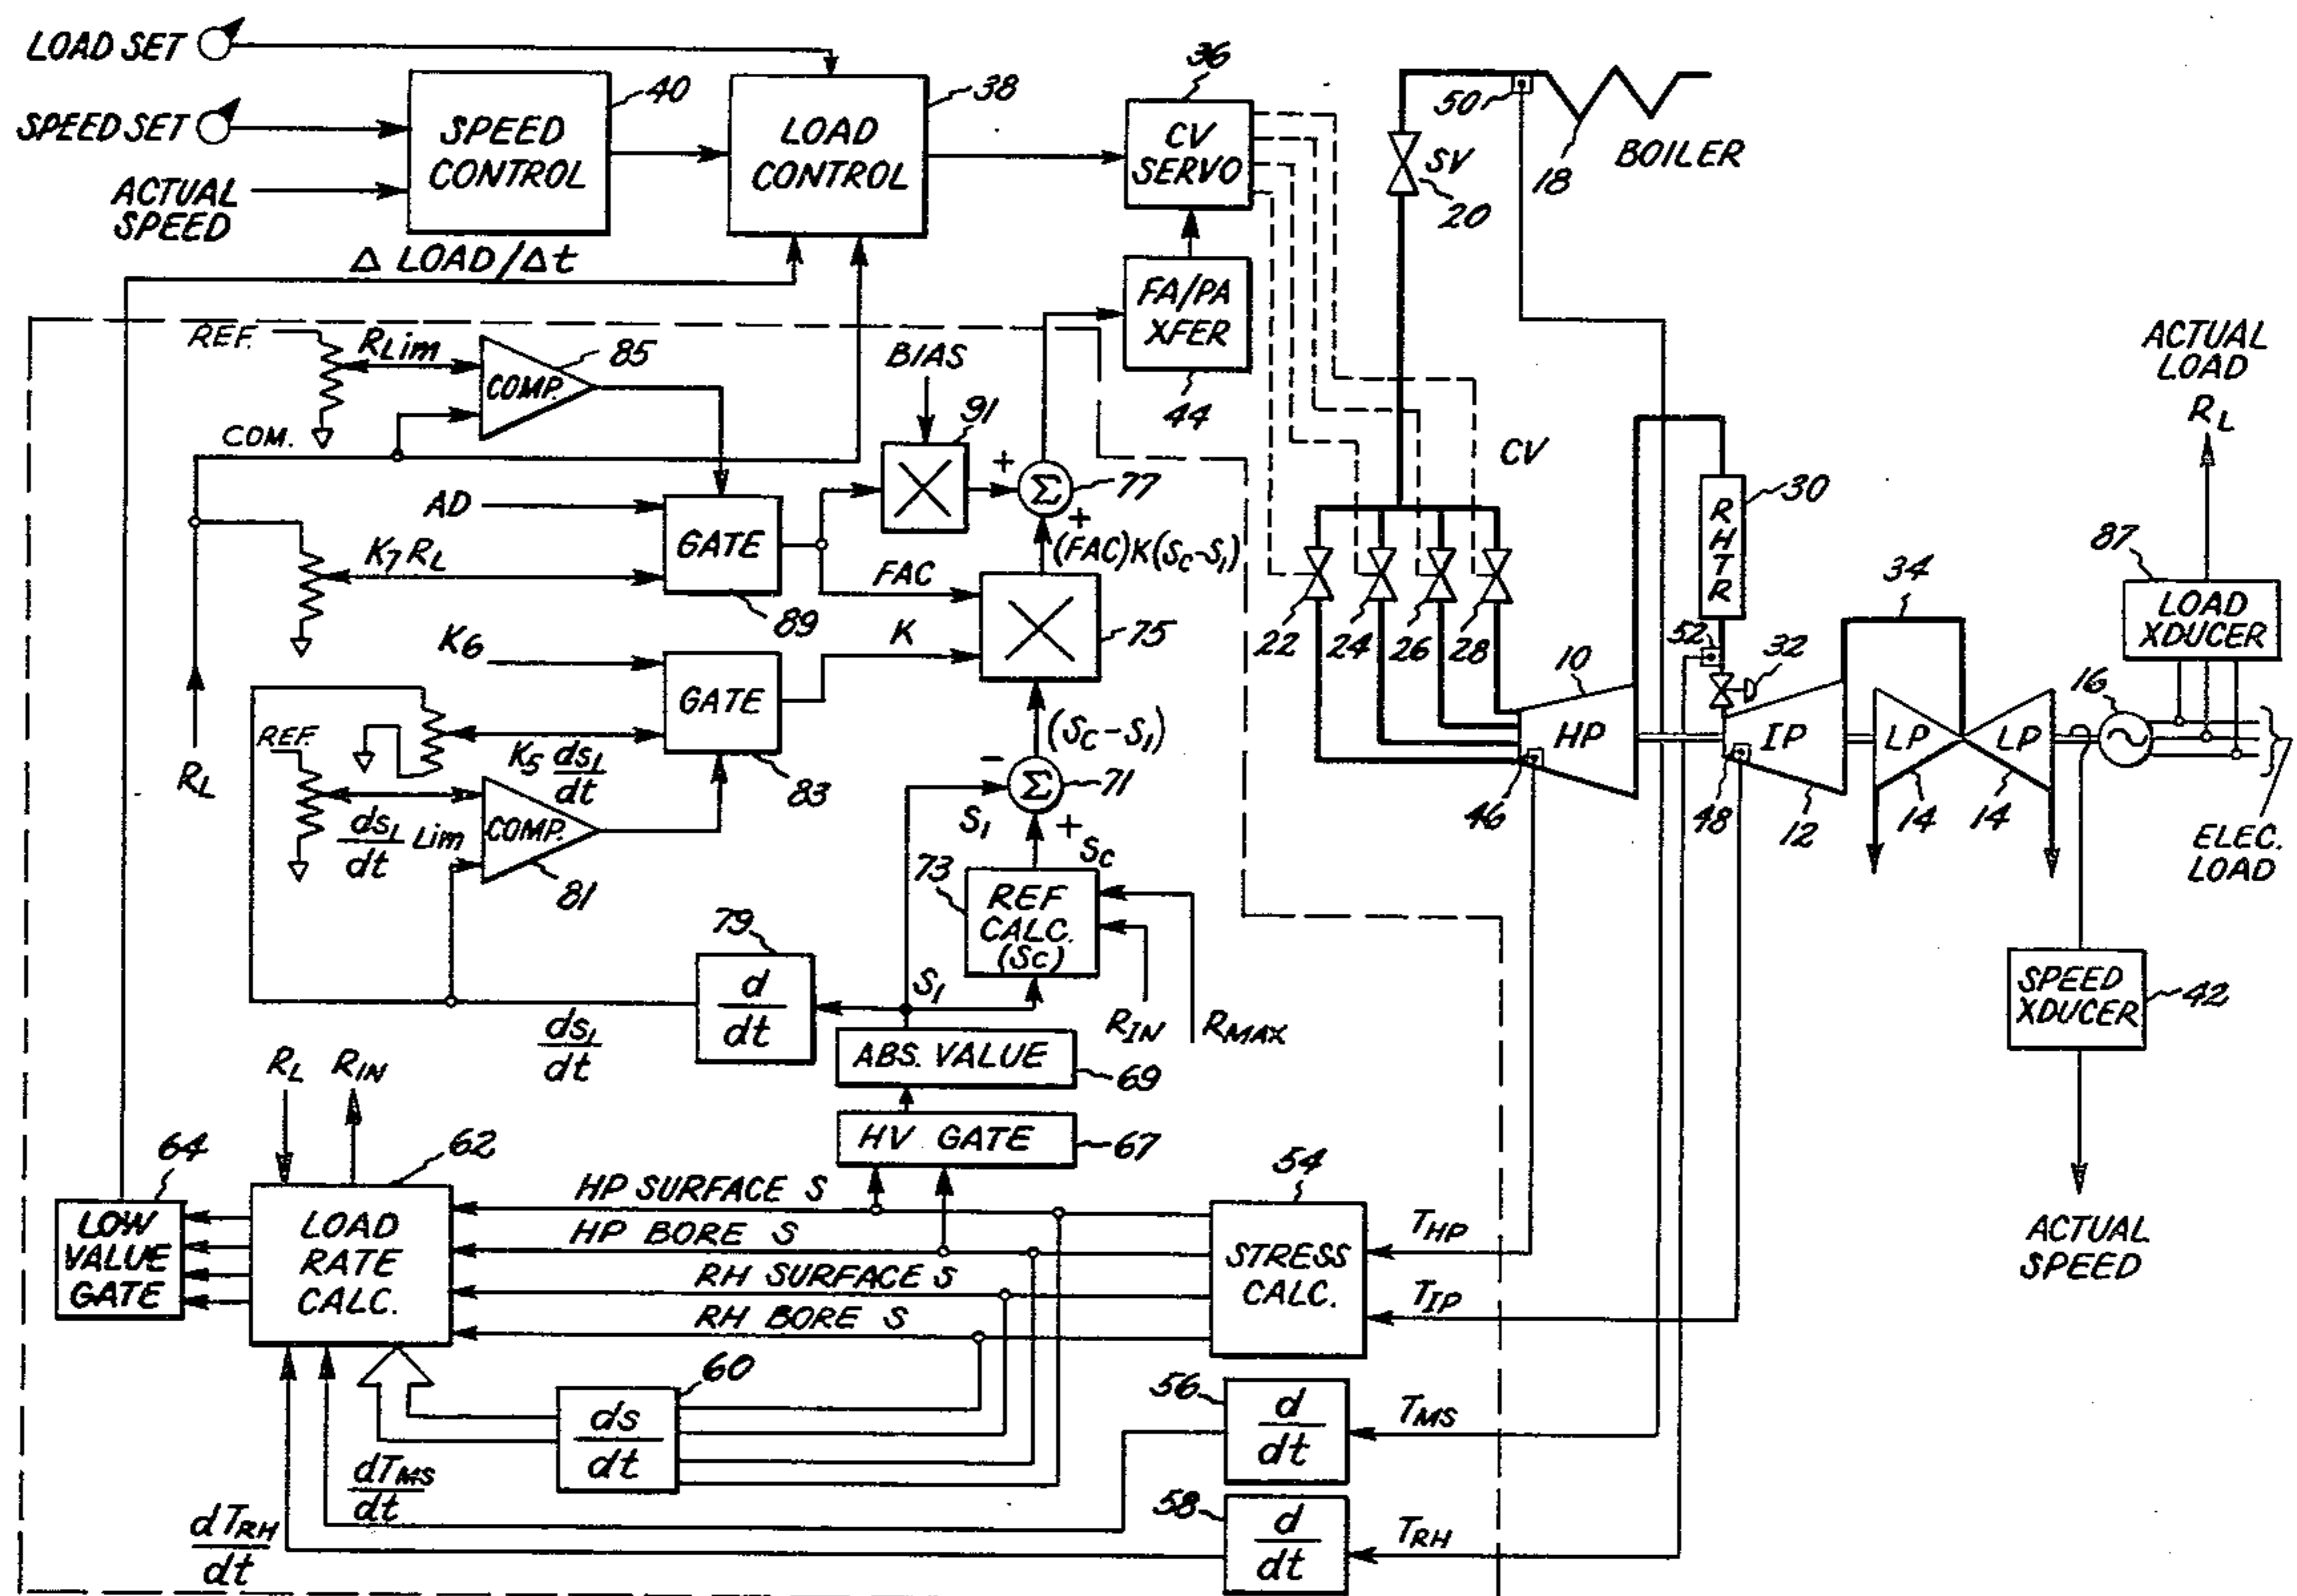 LOAD SET
SPEED SET
ACTUAL
SPEED
40
SPEED
CONTROL
38
LOAD
CONTROL
36
CV
SERVO
FA/PA
XFER
44
50
18
BOILER
SV
20
Δ LOAD/Δt
REF.
RLim
COMP.
85
COM.
BIAS
91
AD
K7 RL
GATE
89
FAC
K
+
Σ
77
+
(FAC)K(Sc-S1)
75
K6
GATE
83
REF.
K5 ds1
dt
ds1 Lim
dt
COMP.
81
RL
(Sc-S1)
-
Σ
71
S1
+
Sc
73
REF
CALC.
(Sc)
RIN
RMAX
79
d
dt
S1
ds1
dt
ABS. VALUE
69
HV GATE
67
CV
22
24
26
28
30
R
H
T
R
52
32
34
10
HP
46
48
IP
12
LP
LP
14
14
16
ACTUAL
LOAD
RL
87
LOAD
XDUCER
ELEC.
LOAD
SPEED
XDUCER
42
ACTUAL
SPEED
RL
RIN
64
LOW
VALUE
GATE
62
LOAD
RATE
CALC.
HP SURFACE S
HP BORE S
RH SURFACE S
RH BORE S
54
STRESS
CALC.
THP
TIP
60
ds
dt
56
d
dt
TMS
58
d
dt
TRH
dTMS
dt
dTRH
dt